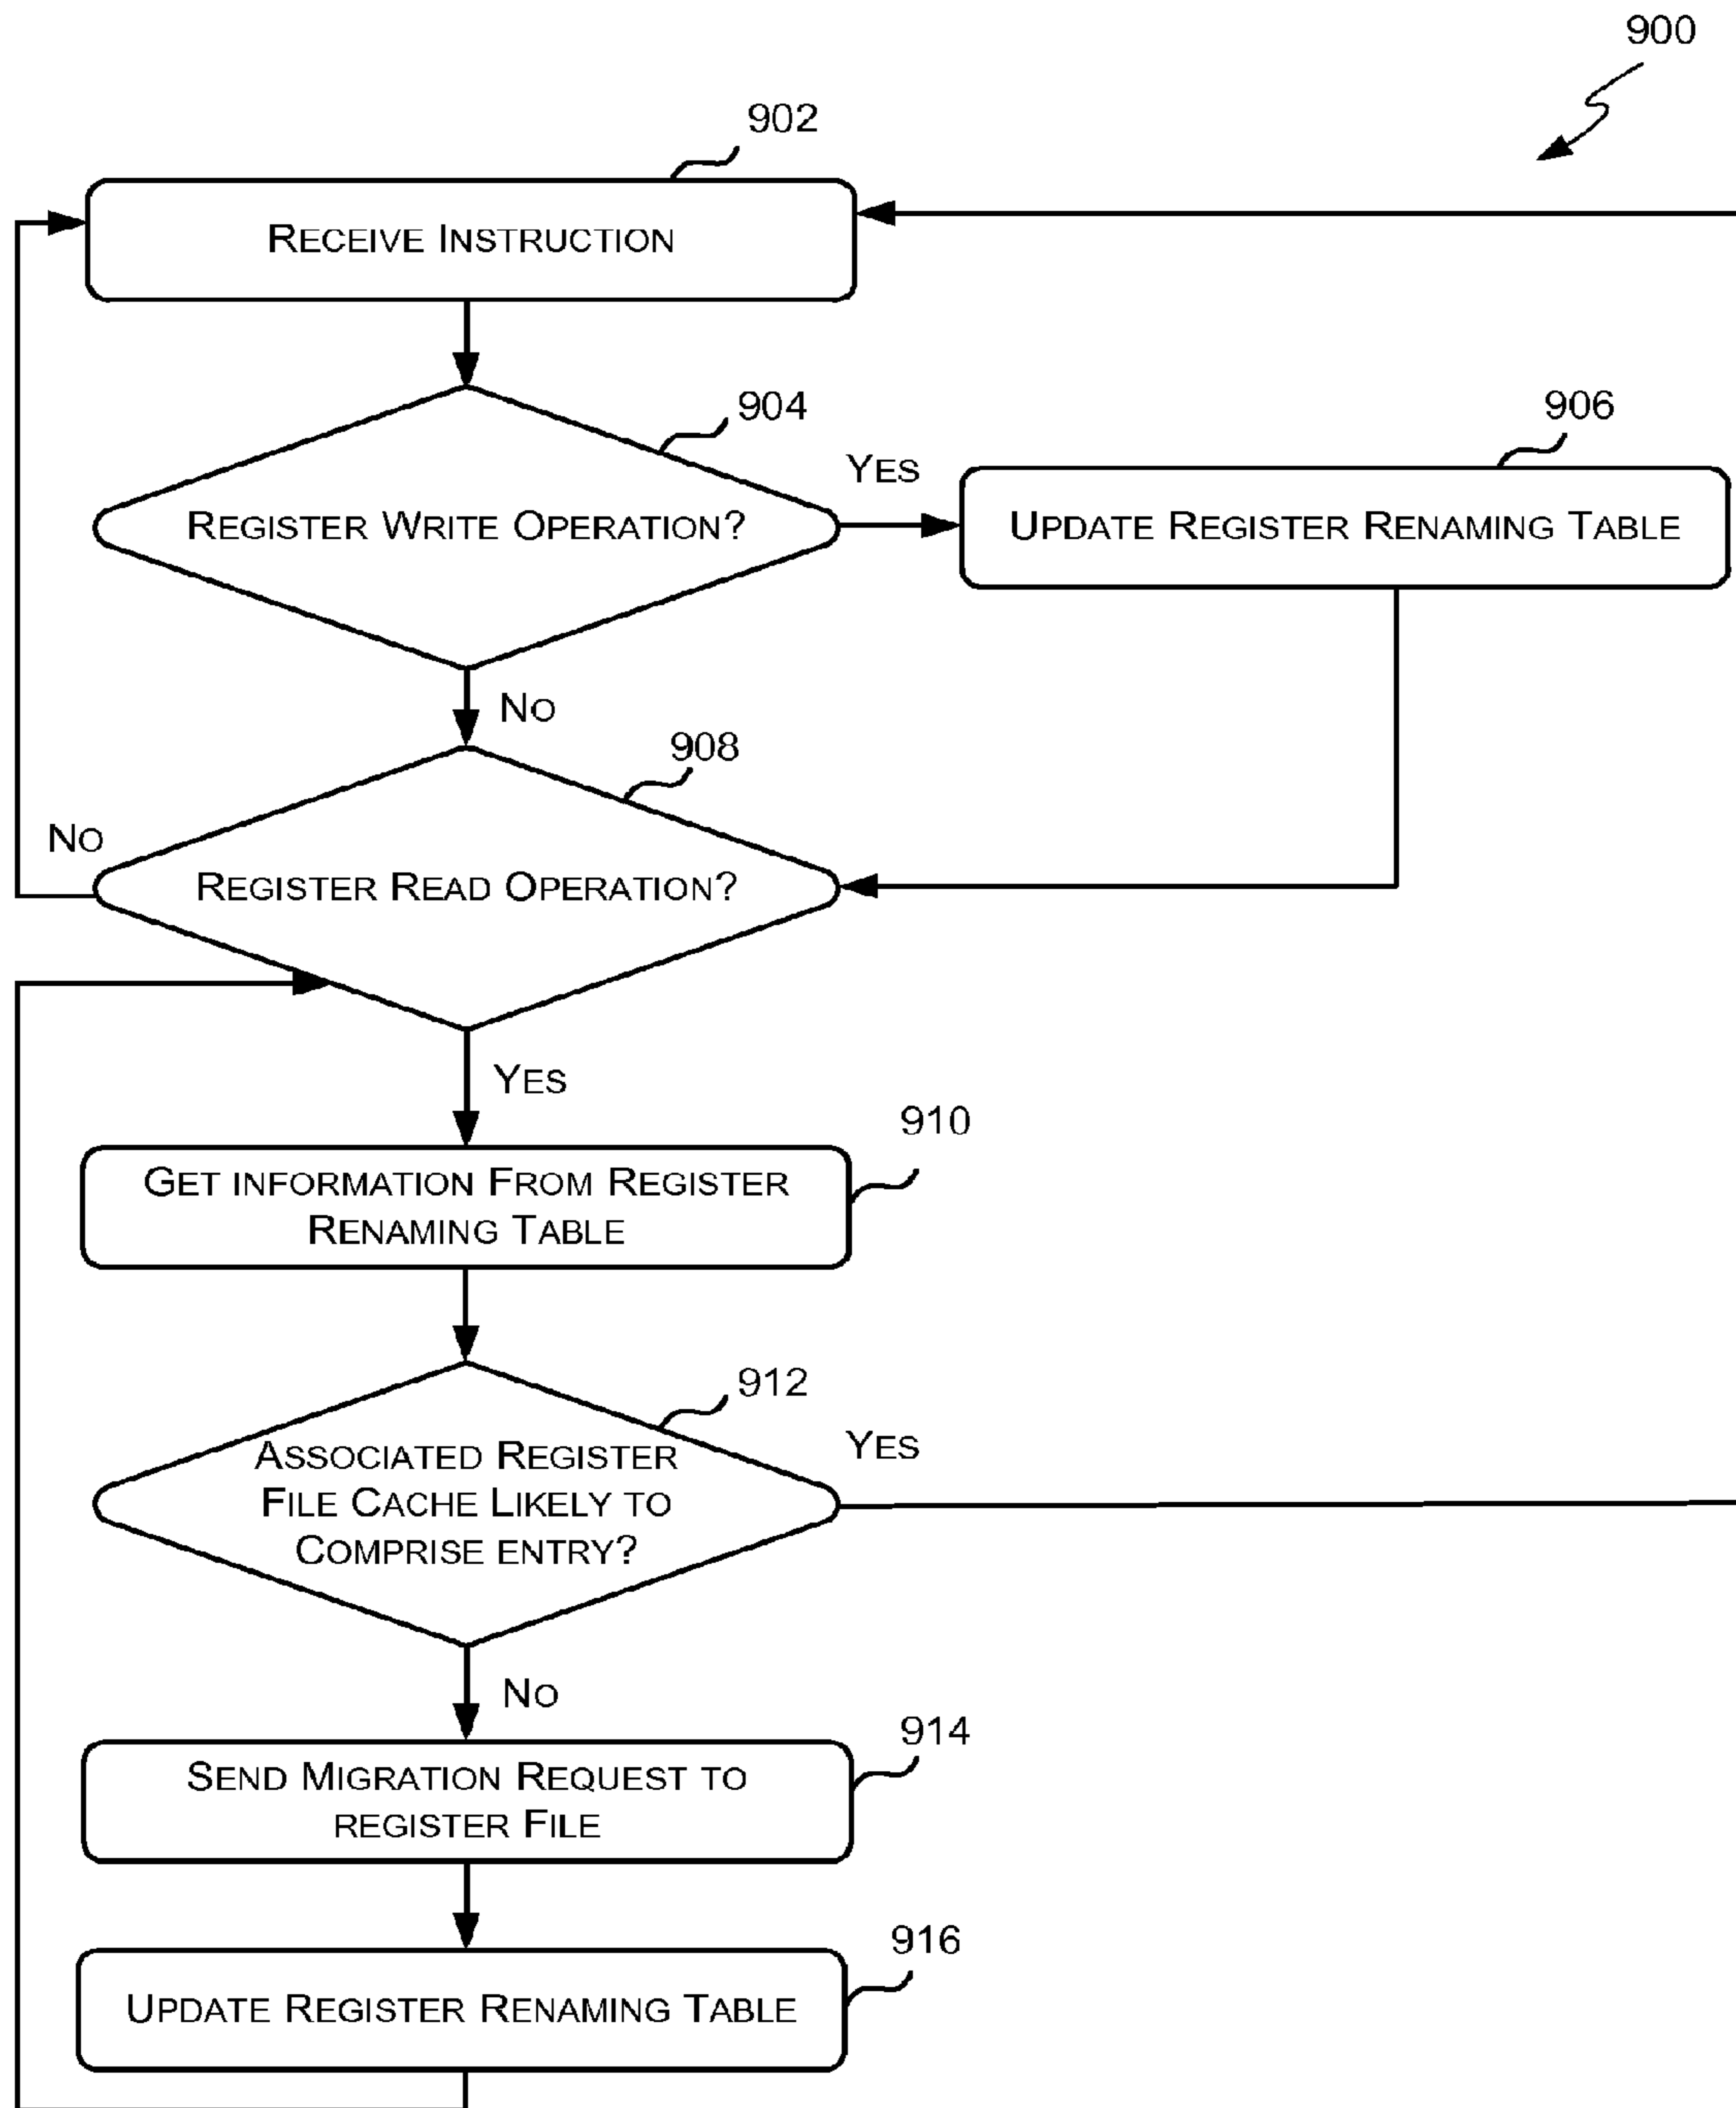 900
902
RECEIVE INSTRUCTION
904
906
YES
REGISTER WRITE OPERATION?
UPDATE REGISTER RENAMING TABLE
NO
908
NO
REGISTER READ OPERATION?
YES
910
GET INFORMATION FROM REGISTER
RENAMING TABLE
912
YES
ASSOCIATED REGISTER
FILE CACHE LIKELY TO
COMPRISE ENTRY?
NO
914
SEND MIGRATION REQUEST TO
REGISTER FILE
916
UPDATE REGISTER RENAMING TABLE